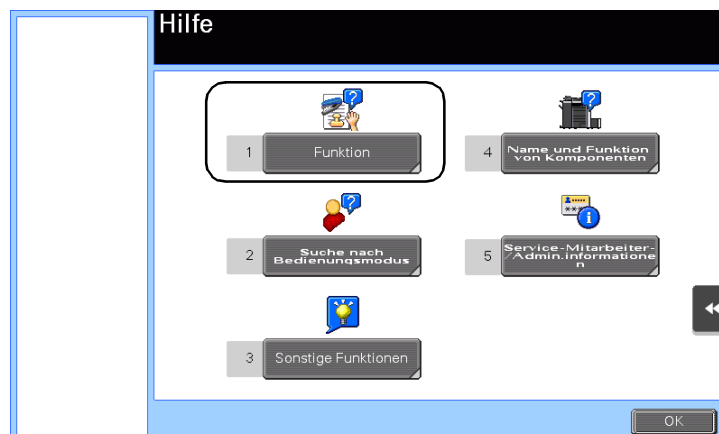 Hilfe
1 Funktion
2 Suche nach
Bedienungsmodus
3 Sonstige Funktionen
4 Name und Funktion
von Komponenten
5 Service-Mitarbeiter-
/Admin.informatione
n
OK